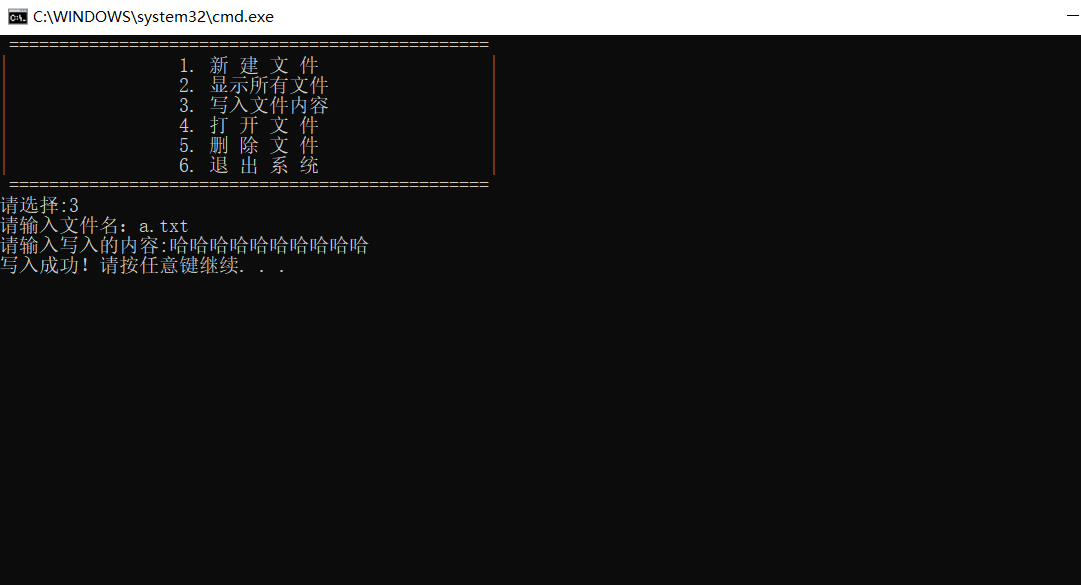 C:\WINDOWS\system32\cmd.exe
================================================
1. 新 建 文 件
2. 显示所有文件
3. 写入文件内容
4. 打 开 文 件
5. 删 除 文 件
6. 退 出 系 统
================================================
请选择:3
请输入文件名：a.txt
请输入写入的内容:哈哈哈哈哈哈哈哈哈哈
写入成功！请按任意键继续. . .